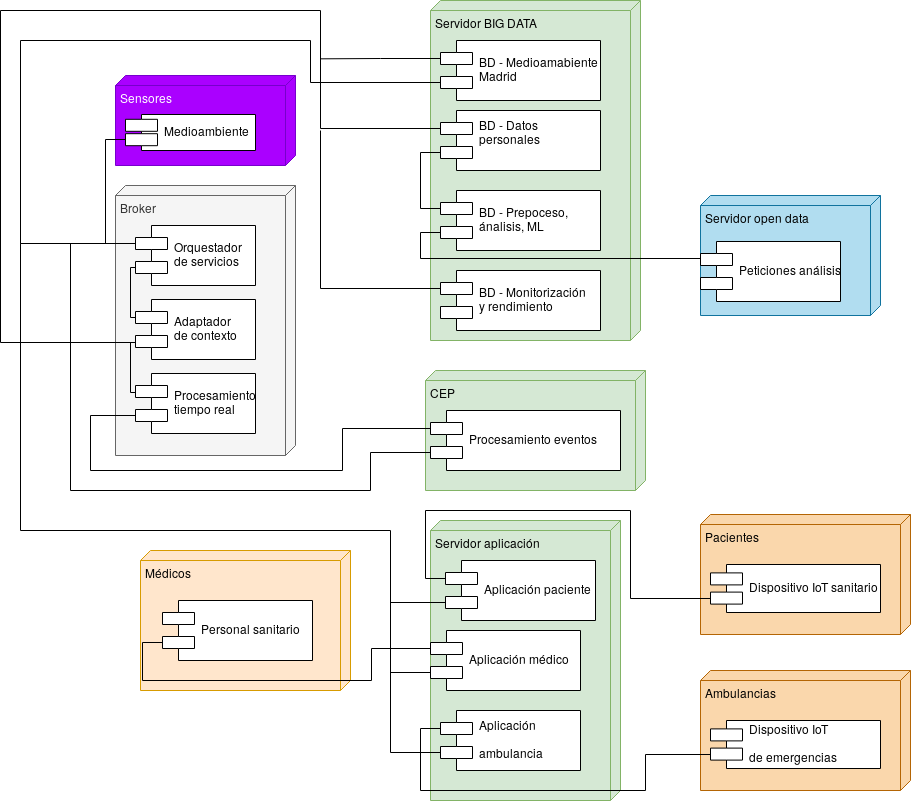 Servidor BIG DATA
BD - Medioamabiente
Madrid
BD - Datos
personales
BD - Prepoceso,
ánalisis, ML
BD - Monitorización
y rendimiento
Sensores
Medioambiente
Broker
Orquestador
de servicios
Adaptador
de contexto
Procesamiento
tiempo real
Servidor open data
Peticiones análisis
CEP
Procesamiento eventos
Servidor aplicación
Aplicación paciente
Aplicación médico
Aplicación
ambulancia
Médicos
Personal sanitario
Pacientes
Dispositivo IoT sanitario
Ambulancias
Dispositivo IoT
de emergencias